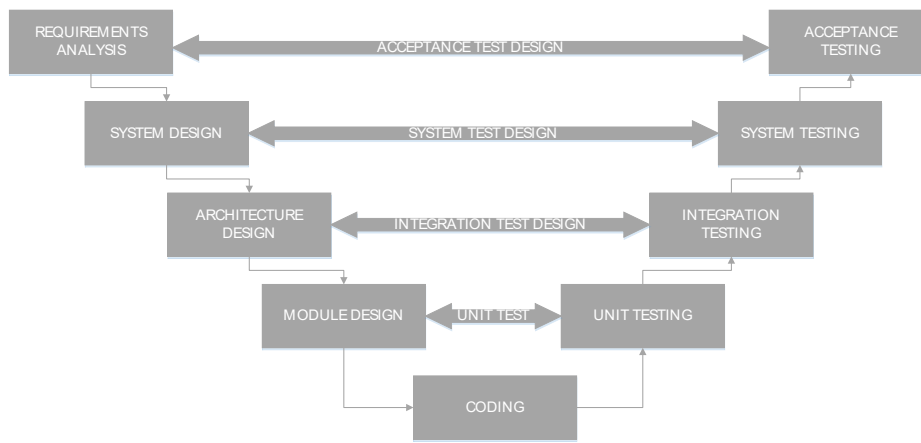 REQUIREMENTS
ANALYSIS
ACCEPTANCE TEST DESIGN
ACCEPTANCE
TESTING
SYSTEM DESIGN
SYSTEM TEST DESIGN
SYSTEM TESTING
ARCHITECTURE
DESIGN
INTEGRATION TEST DESIGN
INTEGRATION
TESTING
MODULE DESIGN
UNIT TEST
UNIT TESTING
CODING